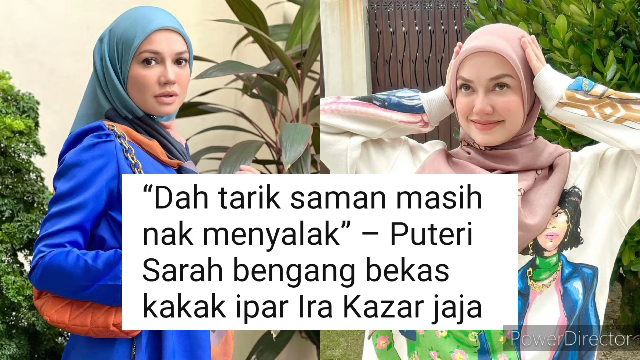 “Dah tarik saman masih
nak menyalak” – Puteri
Sarah bengang bekas
kakak ipar Ira Kazar jaja
PowerDirector